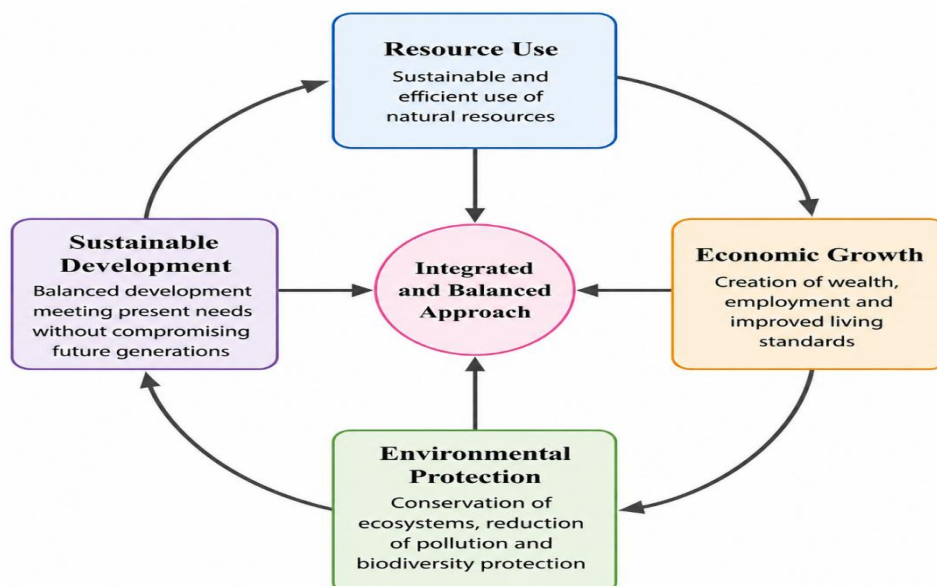 Resource Use
Sustainable and
efficient use of
natural resources
Sustainable
Development
Balanced development
meeting present needs
without compromising
future generations
Integrated
and Balanced
Approach
Economic Growth
Creation of wealth,
employment and
improved living
standards
Environmental
Protection
Conservation of
ecosystems, reduction
of pollution and
biodiversity protection